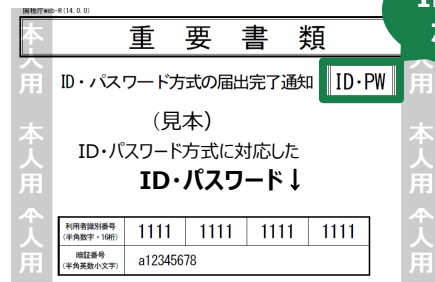 国税庁web-R(14.0.0)
重要書類
ID・パスワード方式の届出完了通知 ID・PW
(見本)
ID・パスワード方式に対応した
ID・パスワード↓
利用者識別番号
(半角数字・16桁)
1111 1111 1111 1111
暗証番号
(半角英数小文字)
a12345678
本人用
本人用
本人用
本人用
本人用